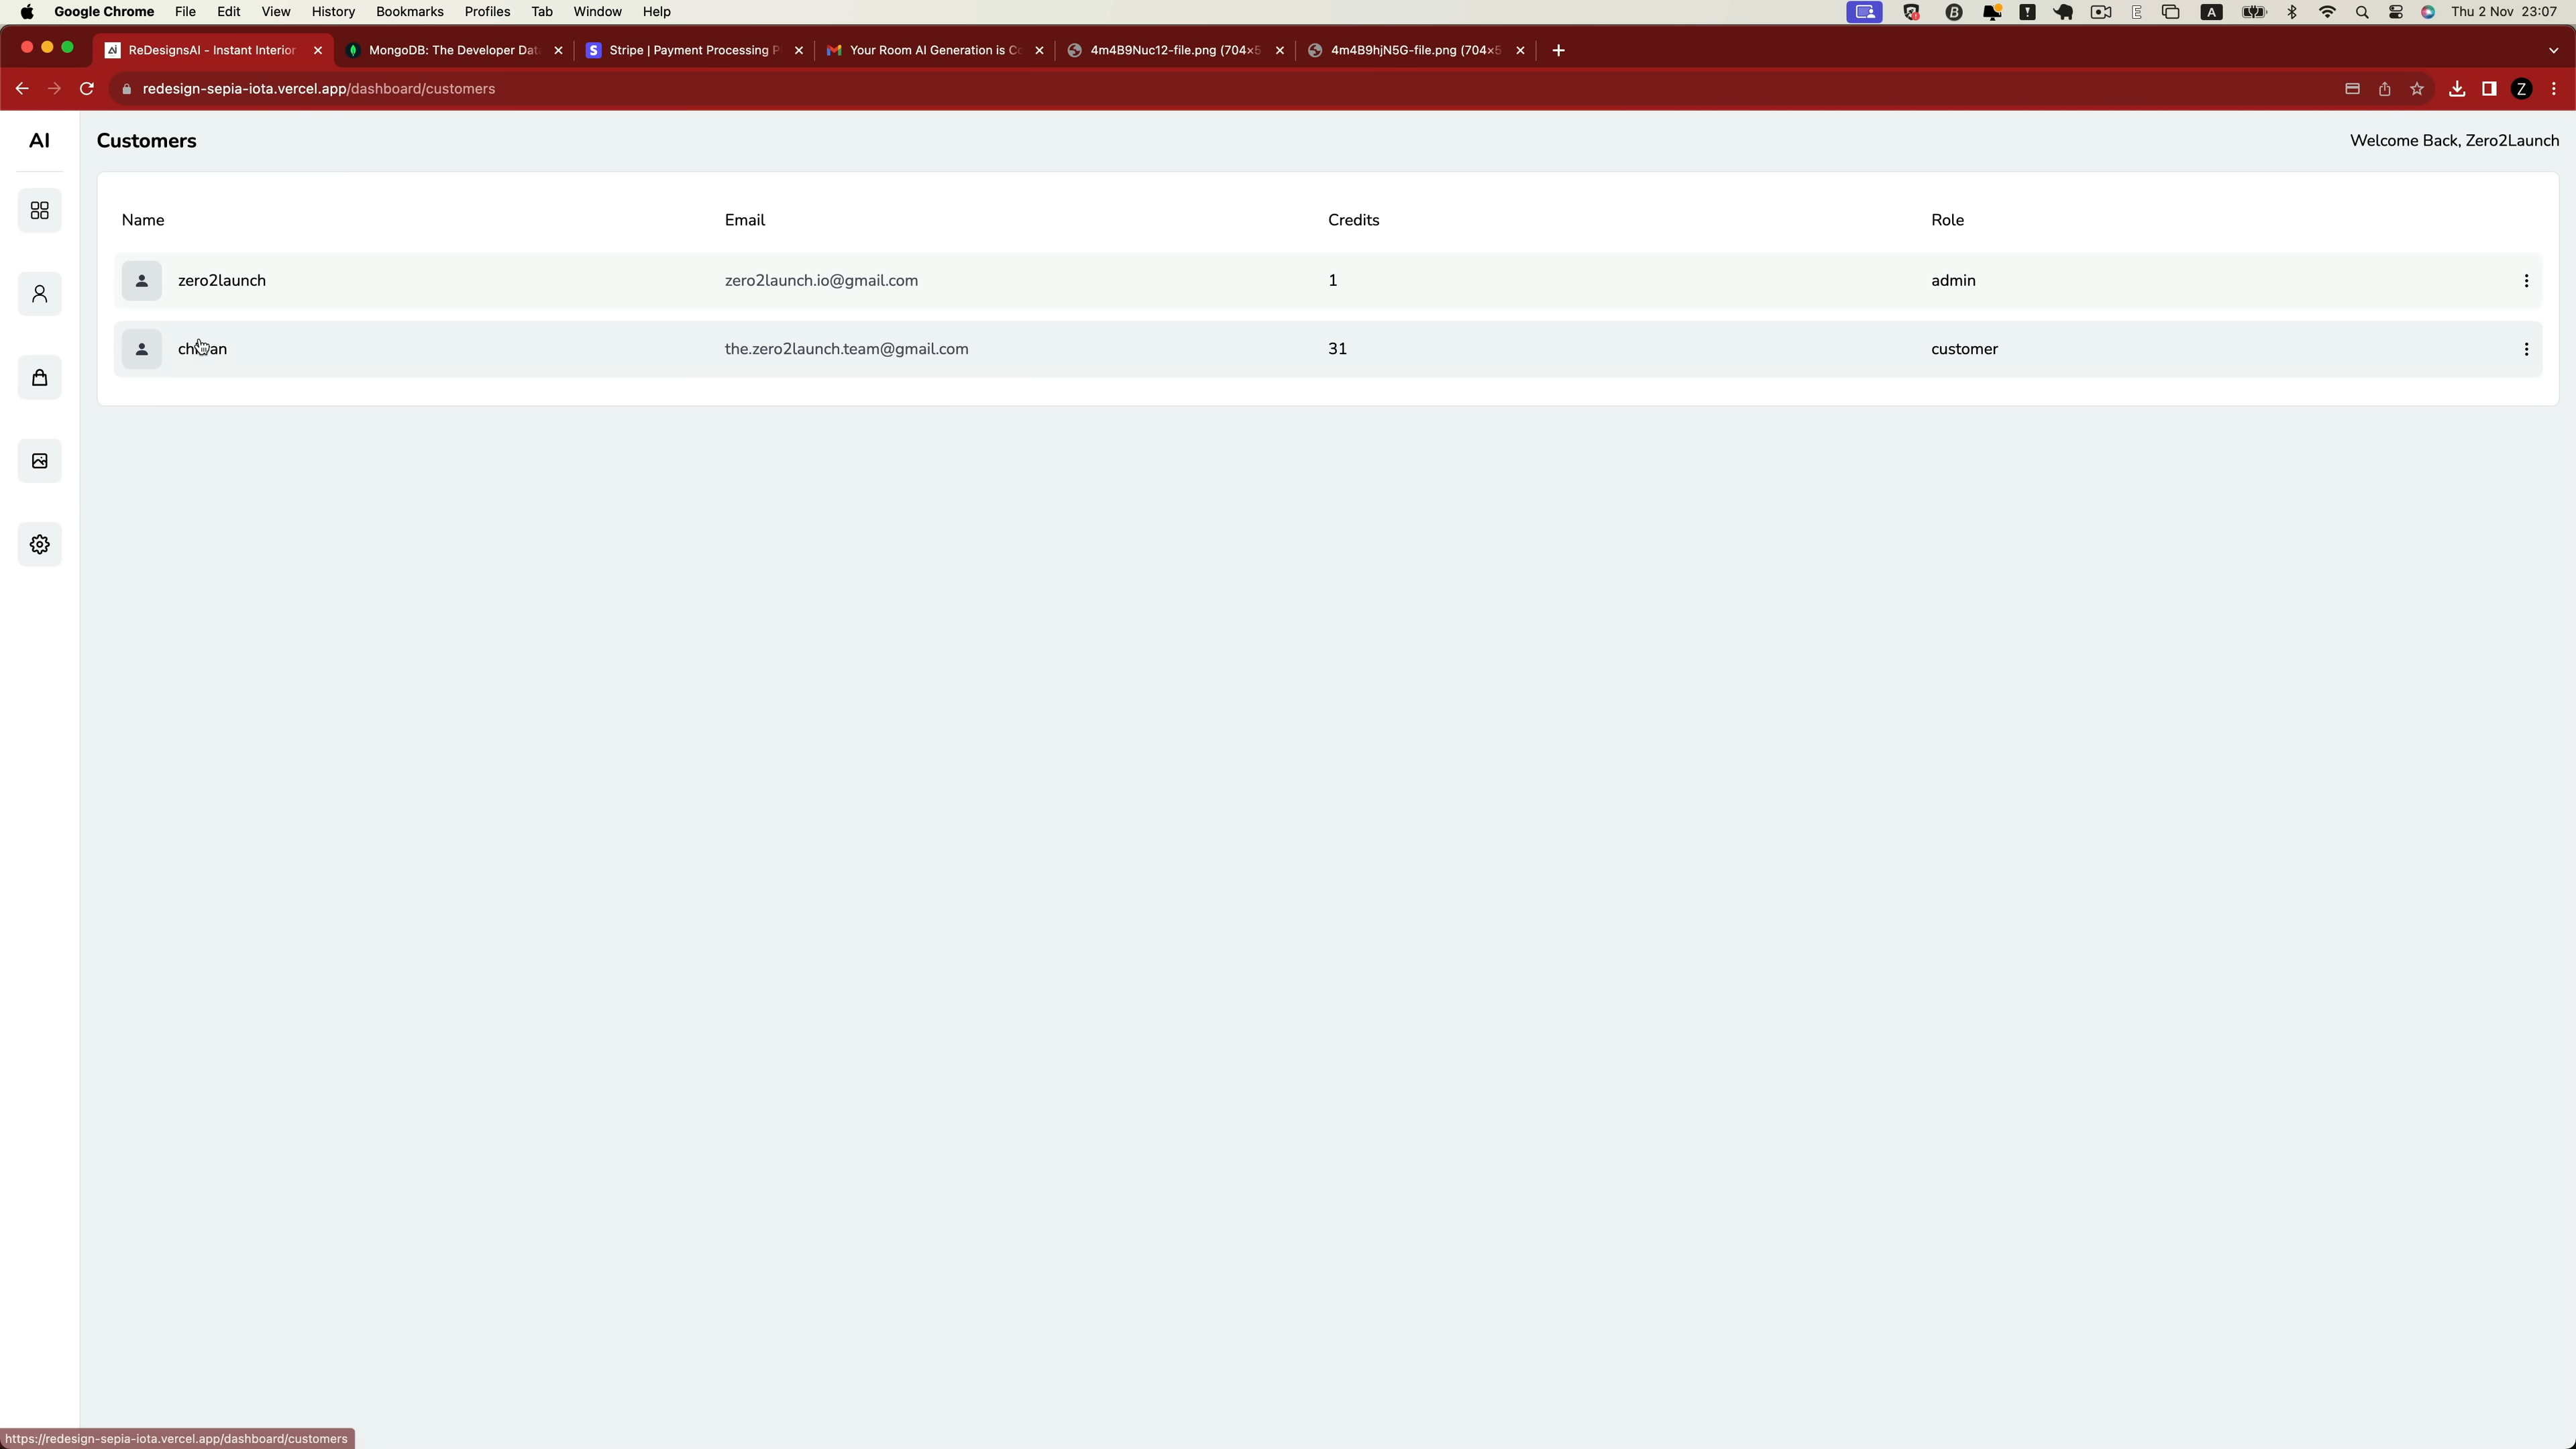 Google Chrome File Edit View History Bookmarks Profiles Tab Window Help Thu 2 Nov 23:07
ReDesignsAI - Instant Interior MongoDB: The Developer Dat Stripe | Payment Processing P Your Room AI Generation is Co 4m4B9Nuc12-file.png (704×5 4m4B9hjN5G-file.png (704×5
redesign-sepia-iota.vercel.app/dashboard/customers
AI Customers Welcome Back, Zero2Launch
Name Email Credits Role
zero2launch zero2launch.io@gmail.com 1 admin
the.zero2launch.team@gmail.com 31 customer
https://redesign-sepia-iota.vercel.app/dashboard/customers